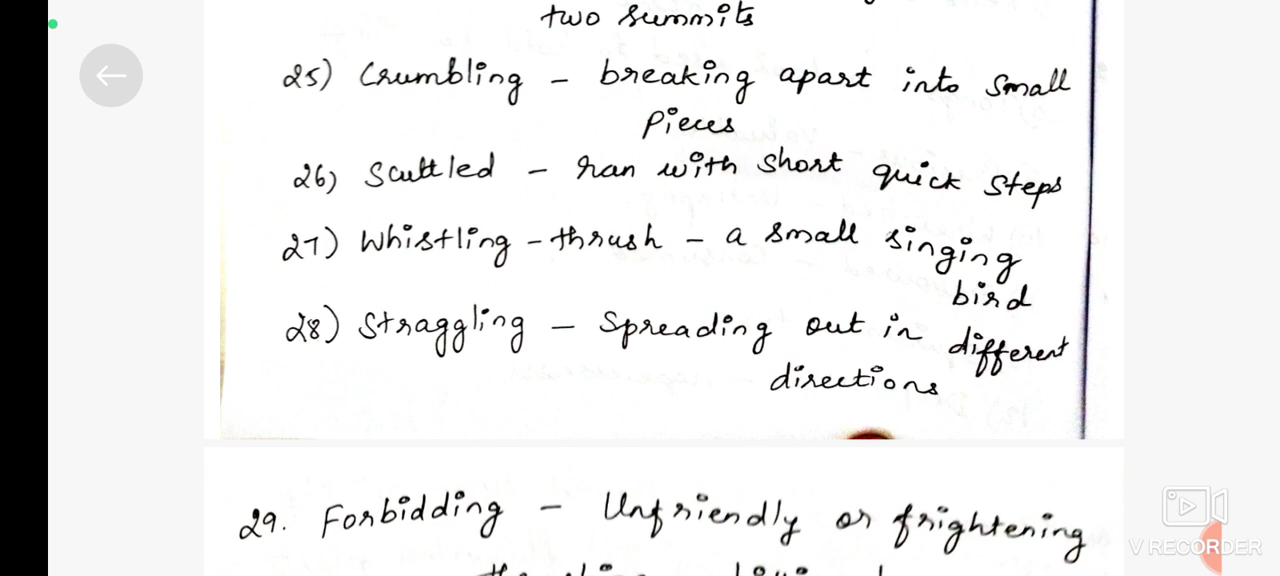 two summits
25) Crumbling - breaking apart into small
pieces
26) Scuttled - ran with short quick steps
27) Whistling - thrush - a small singing
bird
28) Straggling - Spreading out in different
directions
29. Forbidding - Unfriendly or frightening
V RECORDER